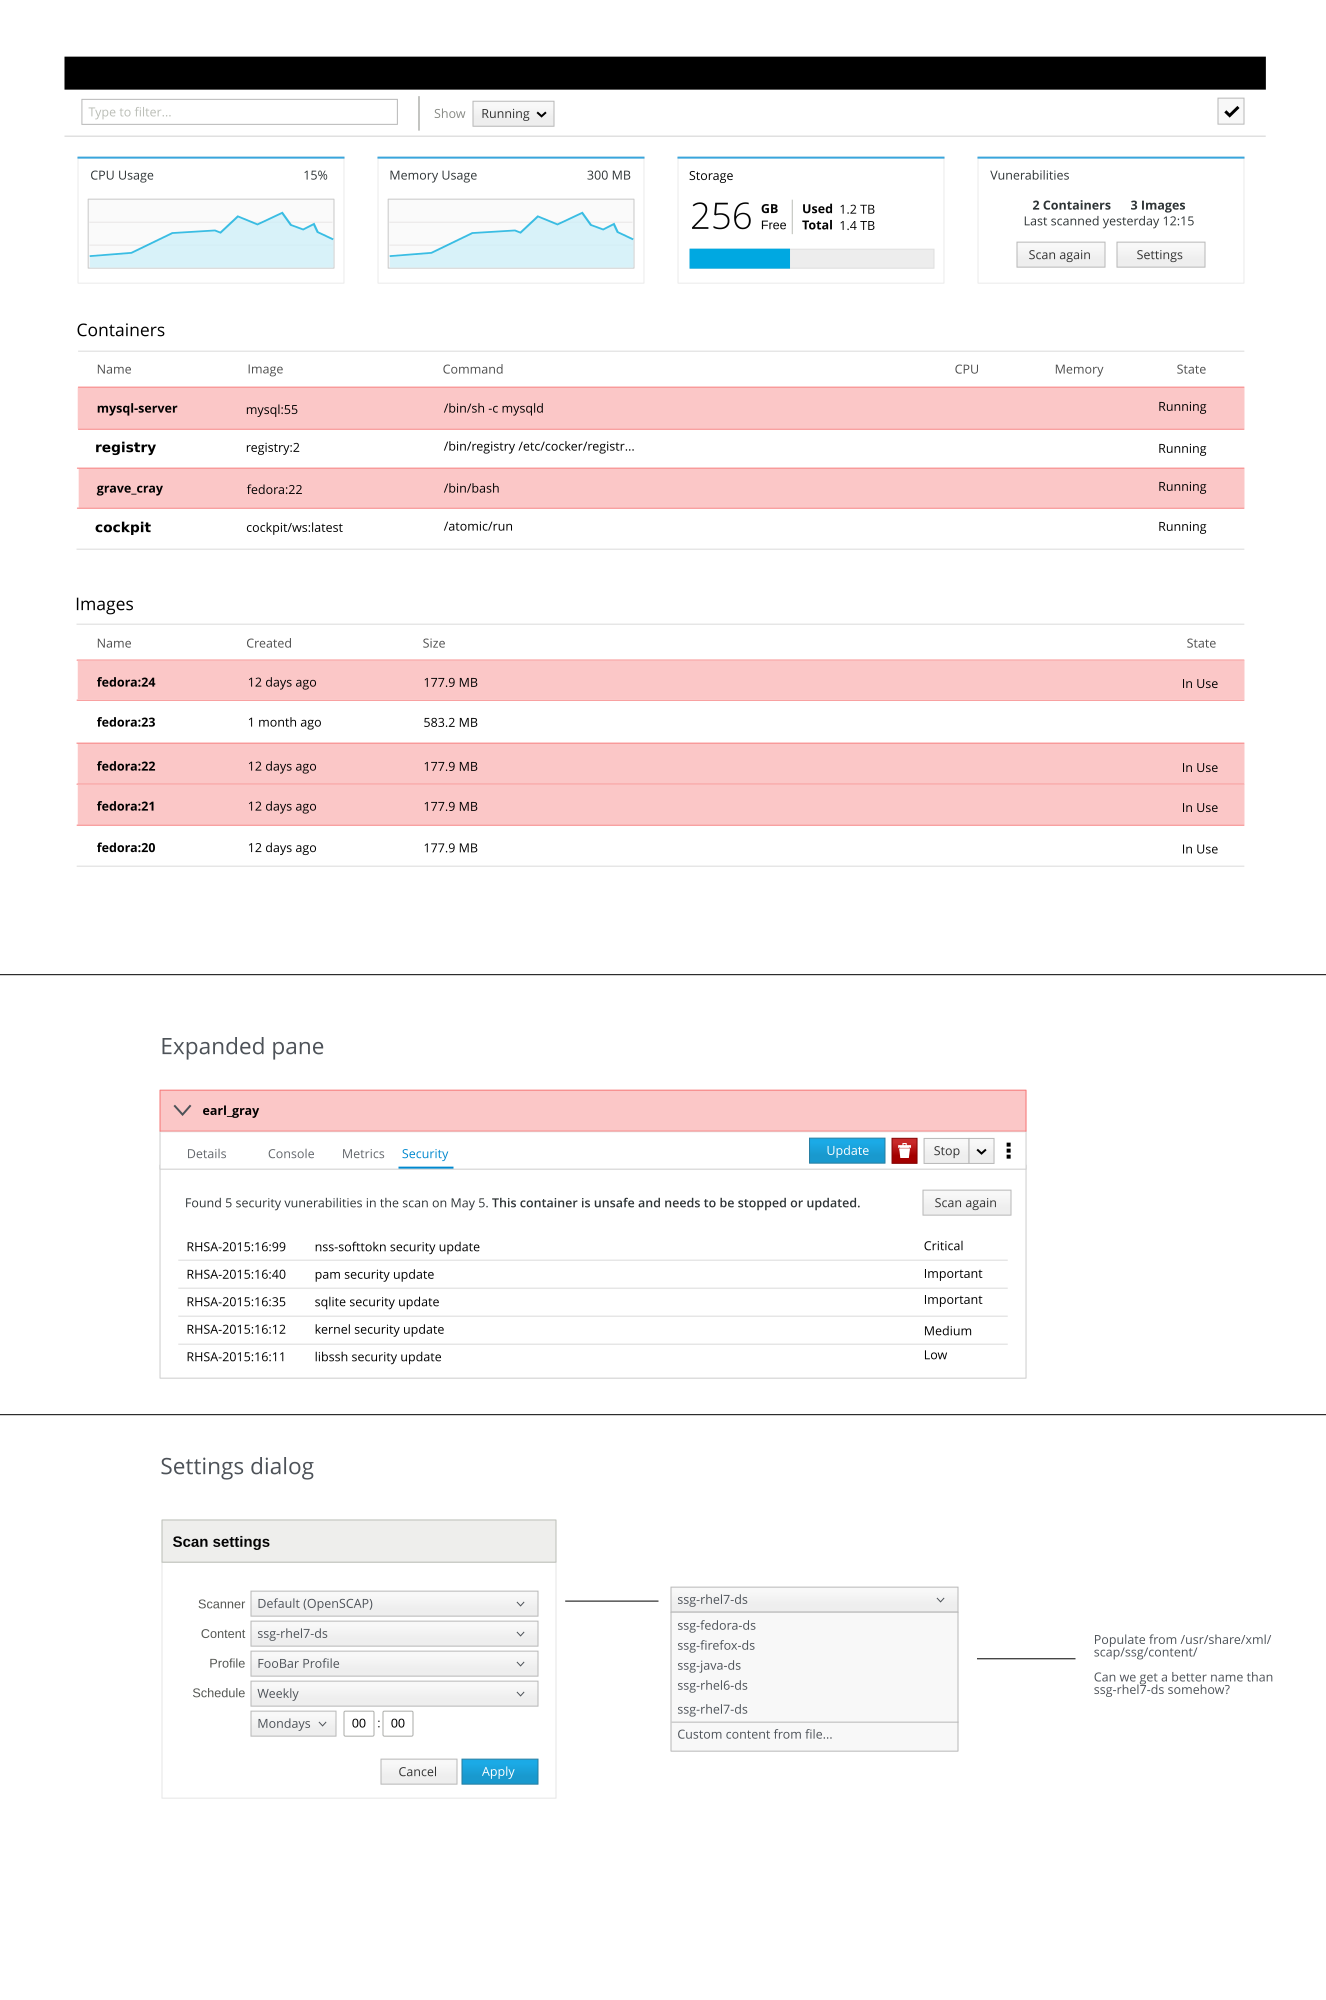 Type to filter...
Show
Running
CPU Usage 15%
Memory Usage 300 MB
Storage
256 GB Free
Used 1.2 TB
Total 1.4 TB
Vunerabilities
2 Containers 3 Images
Last scanned yesterday 12:15
Scan again Settings
Containers
Name Image Command CPU Memory State
mysql-server mysql:55 /bin/sh -c mysqld Running
registry registry:2 /bin/registry /etc/cocker/registr... Running
grave_cray fedora:22 /bin/bash Running
cockpit cockpit/ws:latest /atomic/run Running
Images
Name Created Size State
fedora:24 12 days ago 177.9 MB In Use
fedora:23 1 month ago 583.2 MB
fedora:22 12 days ago 177.9 MB In Use
fedora:21 12 days ago 177.9 MB In Use
fedora:20 12 days ago 177.9 MB In Use
Expanded pane
earl_gray
Details Console Metrics Security Update Stop
Found 5 security vunerabilities in the scan on May 5. This container is unsafe and needs to be stopped or updated. Scan again
RHSA-2015:16:99 nss-softtokn security update Critical
RHSA-2015:16:40 pam security update Important
RHSA-2015:16:35 sqlite security update Important
RHSA-2015:16:12 kernel security update Medium
RHSA-2015:16:11 libssh security update Low
Settings dialog
Scan settings
Scanner Default (OpenSCAP)
Content ssg-rhel7-ds
Profile FooBar Profile
Schedule Weekly
Mondays 00 : 00
Cancel Apply
ssg-rhel7-ds
ssg-fedora-ds
ssg-firefox-ds
ssg-java-ds
ssg-rhel6-ds
ssg-rhel7-ds
Custom content from file...
Populate from /usr/share/xml/
scap/ssg/content/
Can we get a better name than
ssg-rhel7-ds somehow?